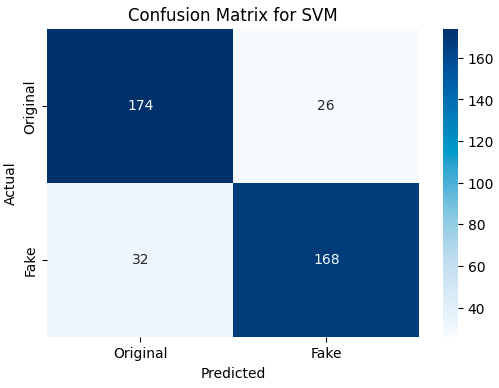 Confusion Matrix for SVM
Actual
Original
174
26
Fake
32
168
Original
Fake
Predicted
160
140
120
100
80
60
40